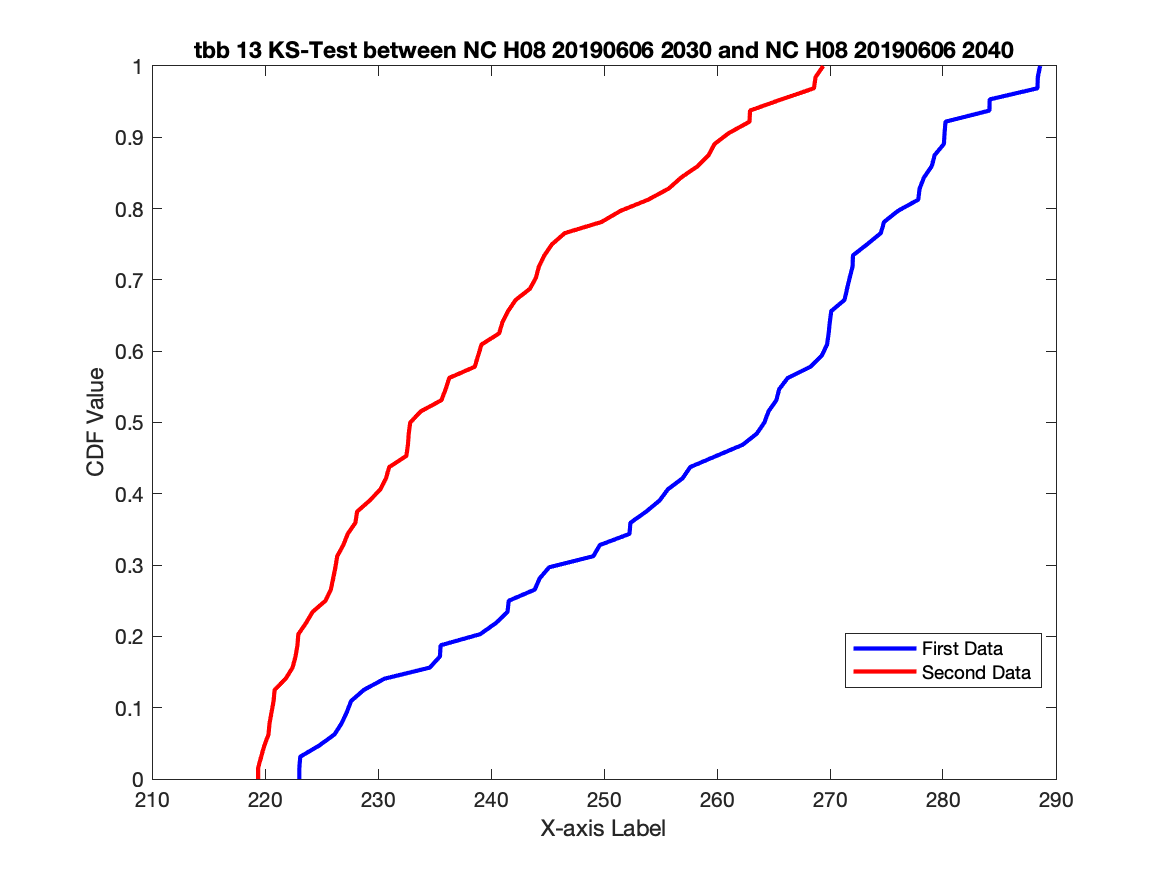 tbb 13 KS-Test between NC H08 20190606 2030 and NC H08 20190606 2040
1
0.9
0.8
0.7
0.6
0.5
0.4
0.3
0.2
0.1
0
CDF Value
First Data
Second Data
210 220 230 240 250 260 270 280 290
X-axis Label